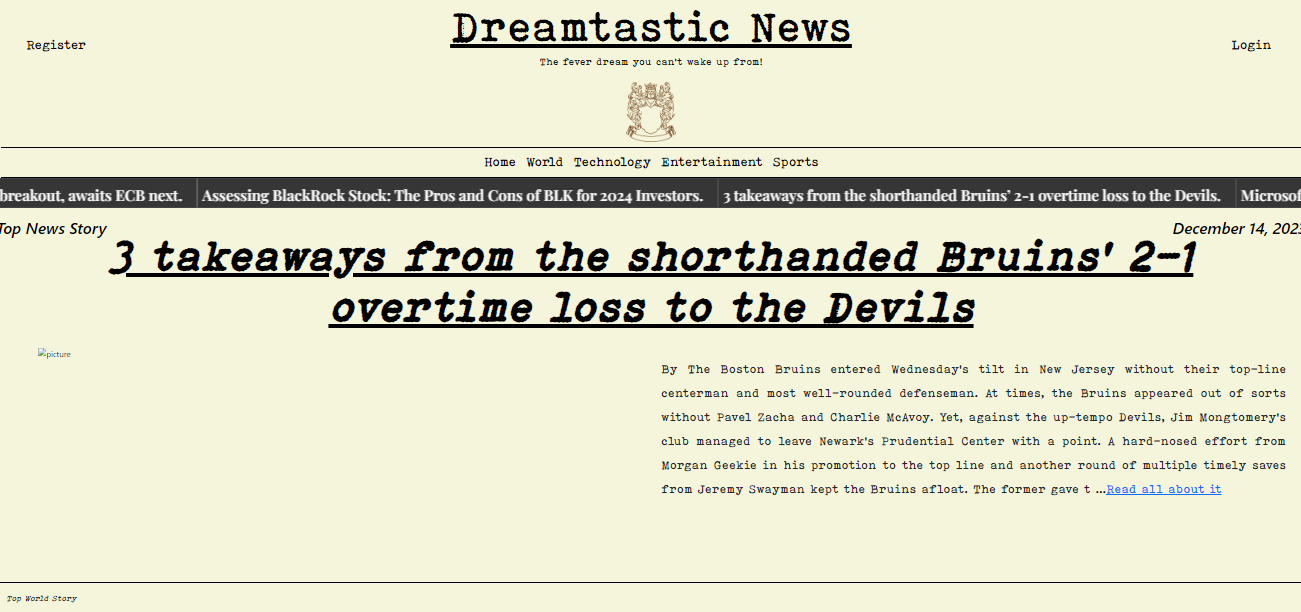 Dreamtastic News
Register
Login
The fever dream you can't wake up from!
Home World Technology Entertainment Sports
breakout, awaits ECB next. Assessing BlackRock Stock: The Pros and Cons of BLK for 2024 Investors. 3 takeaways from the shorthanded Bruins' 2-1 overtime loss to the Devils.
Top News Story
December 14,
3 takeaways from the shorthanded Bruins' 2-1
overtime loss to the Devils
picture
By The Boston Bruins entered Wednesday's tilt in New Jersey without their top-line
centerman and most well-rounded defenseman. At times, the Bruins appeared out of sorts
without Pavel Zacha and Charlie McAvoy. Yet, against the up-tempo Devils, Jim Mongtomery's
club managed to leave Newark's Prudential Center with a point. A hard-nosed effort from
Morgan Geekie in his promotion to the top line and another round of multiple timely saves
from Jeremy Swayman kept the Bruins afloat. The former gave t ...Read all about it
Top World Story